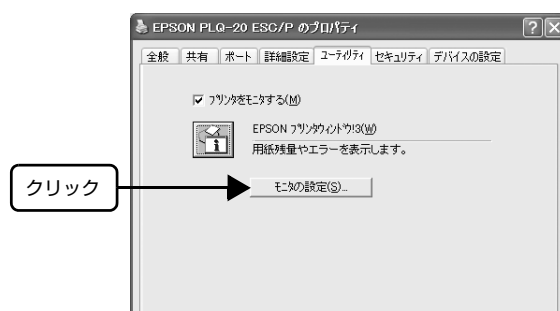 EPSON PLQ-20 ESC/P のプロパティ
全般 共有 ポート 詳細設定 ユーティリティ セキュリティ デバイスの設定
プリンタをモニタする(M)
EPSON プリンタウィンドウ!3(W)
用紙残量やエラーを表示します。
クリック
モニタの設定(S)...